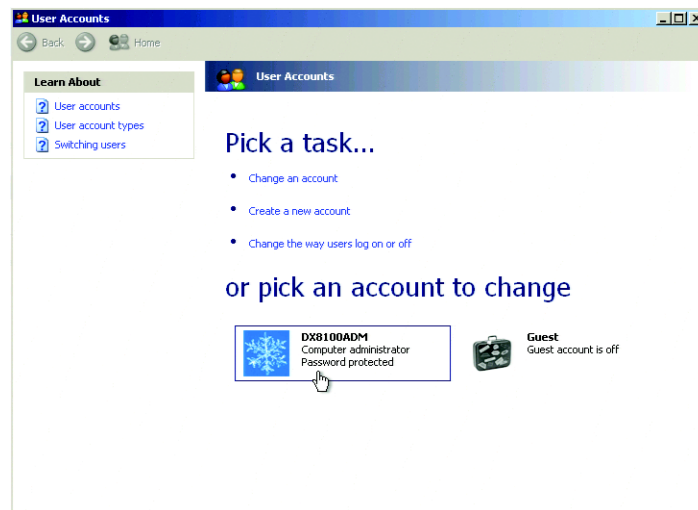 User Accounts
Back Home
Learn About
User accounts
User account types
Switching users
User Accounts
Pick a task...
Change an account
Create a new account
Change the way users log on or off
or pick an account to change
DX8100ADM
Computer administrator
Password protected
Guest
Guest account is off